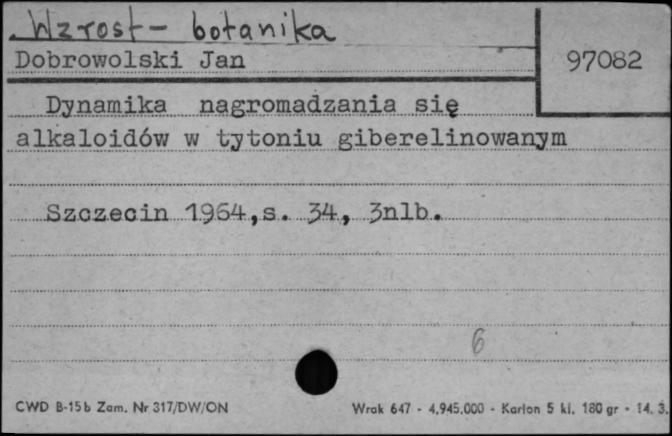 Wzrost - botanika
Dobrowolski Jan
97082
Dynamika nagromadzania się
alkaloidów w tytoniu giberelinowanym
Szczecin 1964, s. 34, 3nlb.
6
CWD B-15b Zam. Nr 317/DW/ON
Wrak 647 - 4.945.000 - Karton 5 kl. 180 gr - 14. 3.